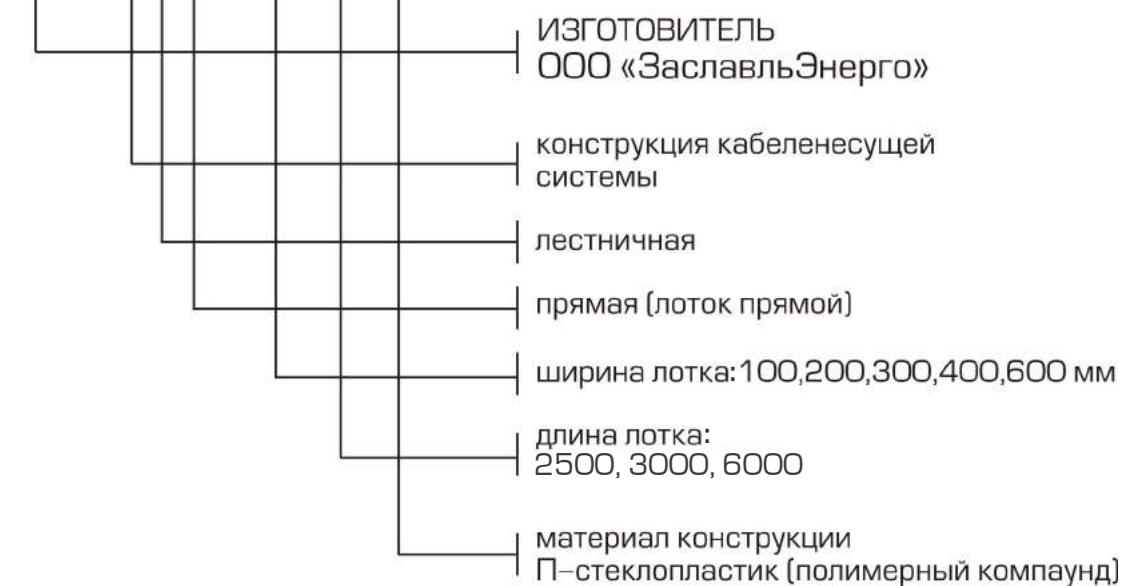 ИЗГОТОВИТЕЛЬ
ООО «ЗаславльЭнерго»
конструкция кабеленесущей
системы
лестничная
прямая (лоток прямой)
ширина лотка:100,200,300,400,600 мм
длина лотка:
2500, 3000, 6000
материал конструкции
П–стеклопластик (полимерный компаунд)